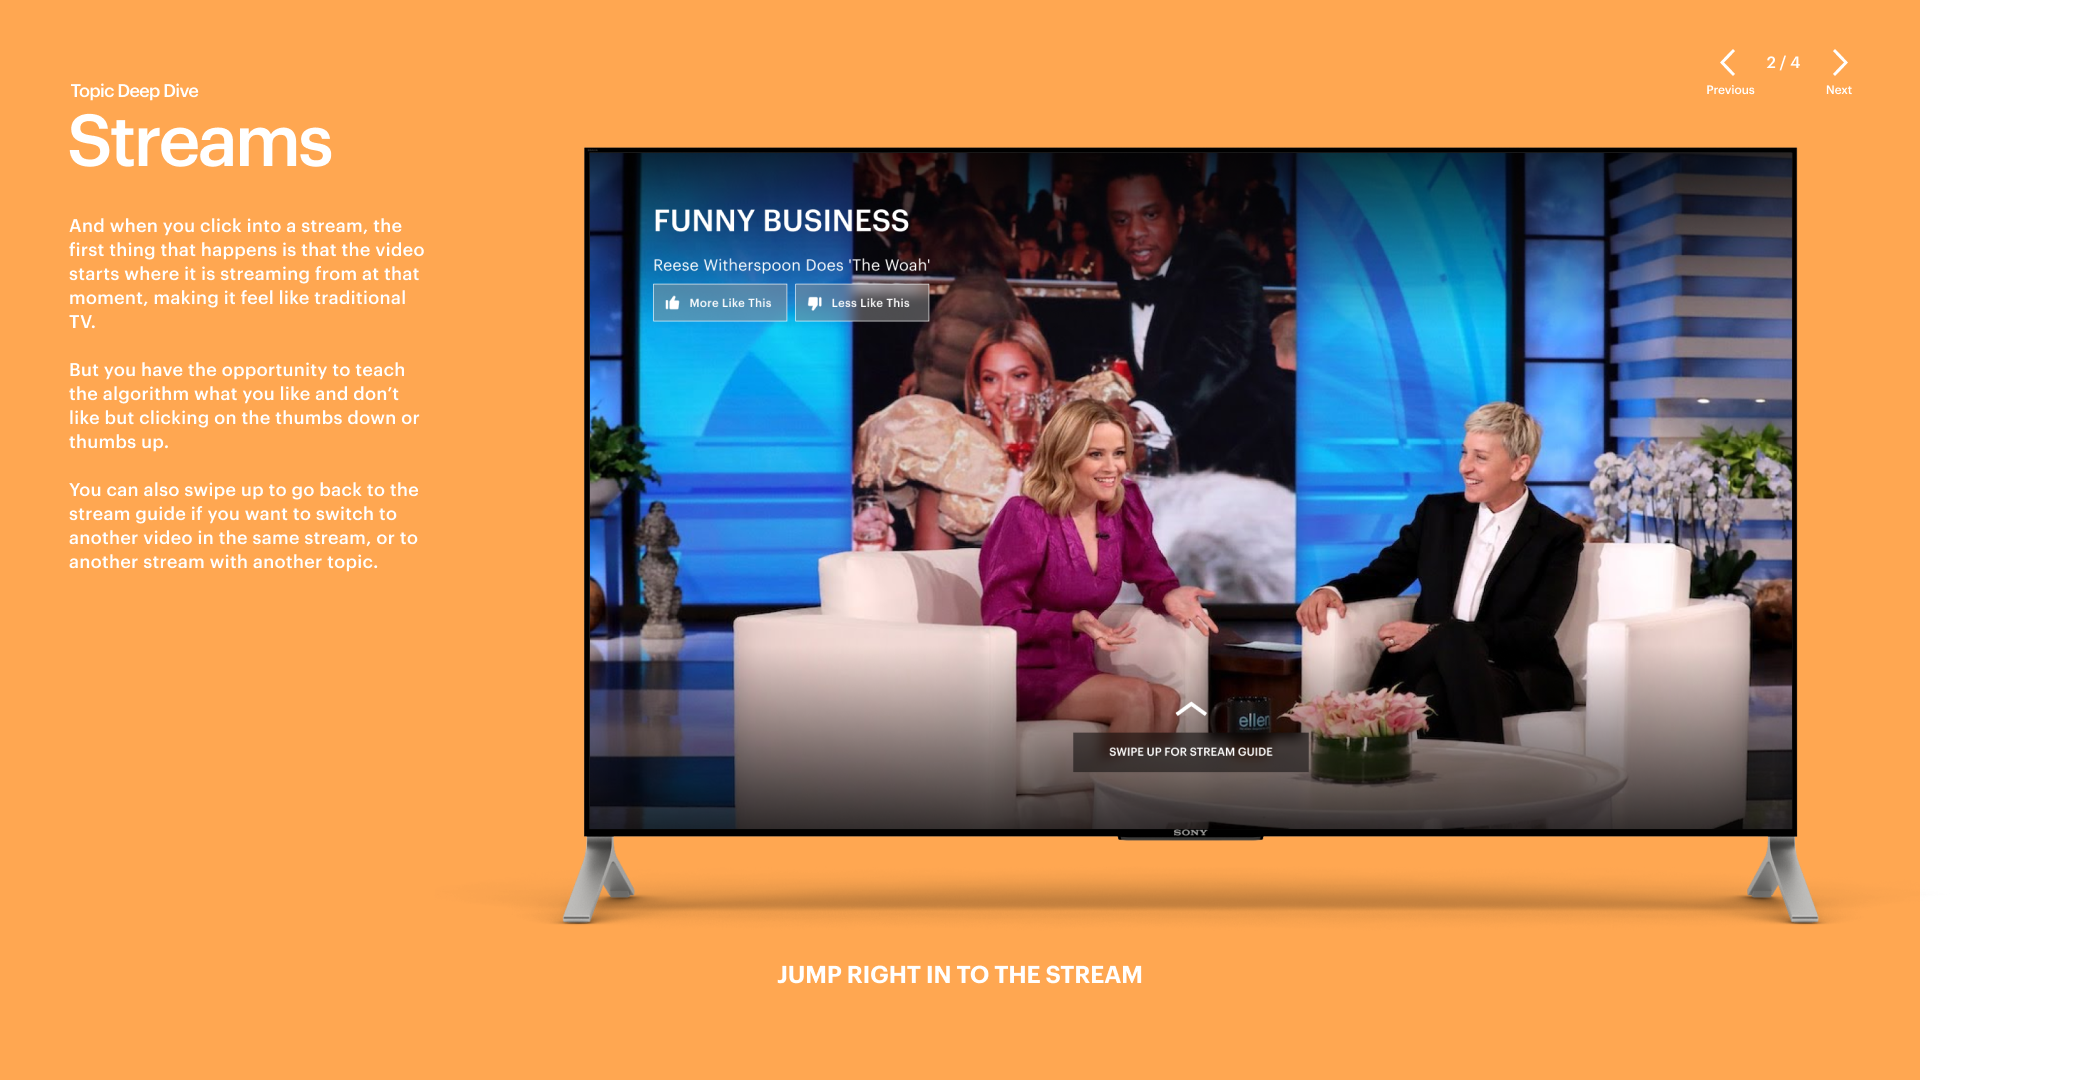 2 / 4
Previous
Next
Topic Deep Dive
Streams
And when you click into a stream, the
first thing that happens is that the video
starts where it is streaming from at that
moment, making it feel like traditional
TV.
But you have the opportunity to teach
the algorithm what you like and don’t
like but clicking on the thumbs down or
thumbs up.
You can also swipe up to go back to the
stream guide if you want to switch to
another video in the same stream, or to
another stream with another topic.
FUNNY BUSINESS
Reese Witherspoon Does 'The Woah'
More Like This
Less Like This
ellen
SWIPE UP FOR STREAM GUIDE
SONY
JUMP RIGHT IN TO THE STREAM